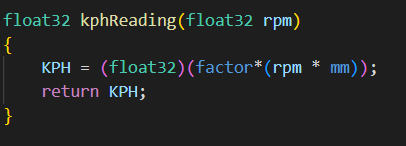 float32 kphReading(float32 rpm)
{
KPH = (float32)(factor*(rpm * mm));
return KPH;
}